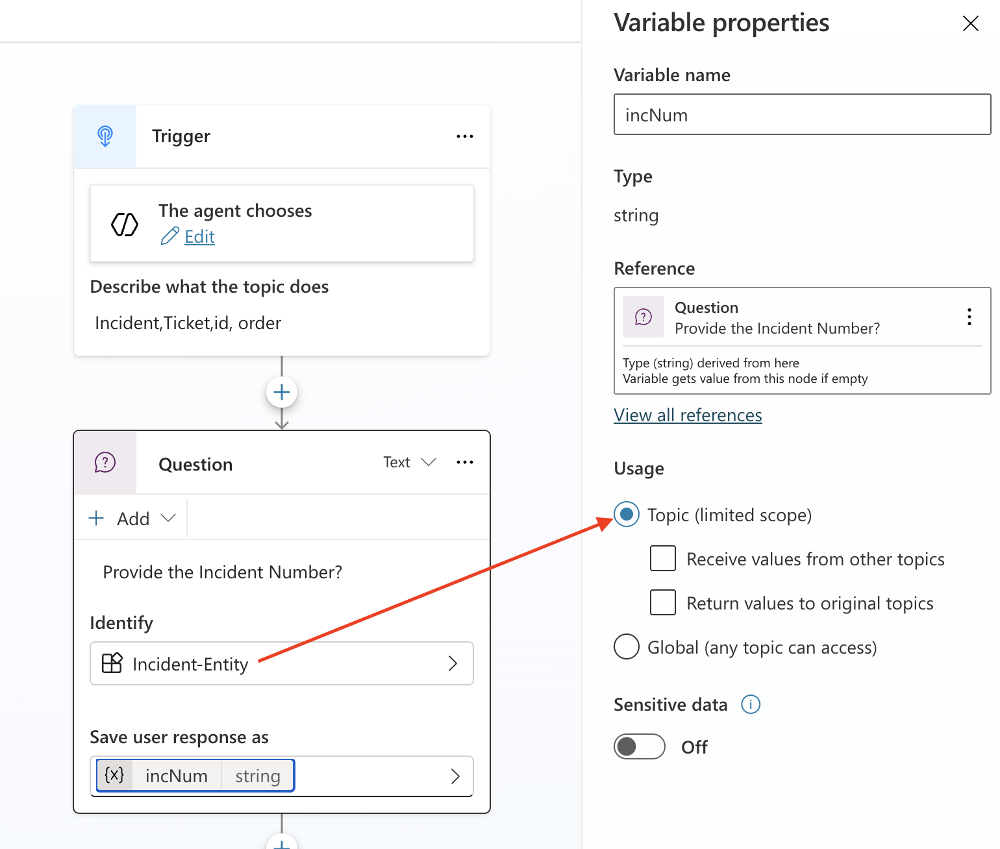 Trigger
The agent chooses
Edit
Describe what the topic does
Incident,Ticket,id, order
Question
Text
Add
Provide the Incident Number?
Identify
Incident-Entity
Save user response as
{x} incNum string
Variable properties
Variable name
incNum
Type
string
Reference
Question
Provide the Incident Number?
Type (string) derived from here
Variable gets value from this node if empty
View all references
Usage
Topic (limited scope)
Receive values from other topics
Return values to original topics
Global (any topic can access)
Sensitive data
Off